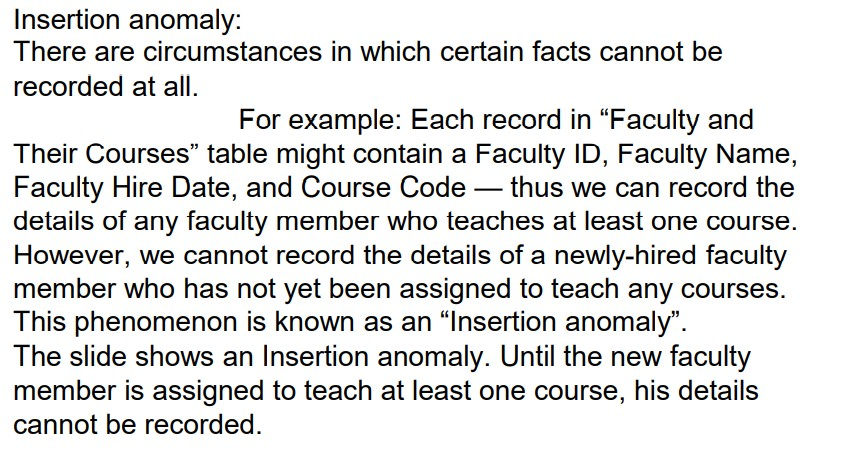 Insertion anomaly:
There are circumstances in which certain facts cannot be
recorded at all.
For example: Each record in “Faculty and
Their Courses” table might contain a Faculty ID, Faculty Name,
Faculty Hire Date, and Course Code — thus we can record the
details of any faculty member who teaches at least one course.
However, we cannot record the details of a newly-hired faculty
member who has not yet been assigned to teach any courses.
This phenomenon is known as an “Insertion anomaly”.
The slide shows an Insertion anomaly. Until the new faculty
member is assigned to teach at least one course, his details
cannot be recorded.